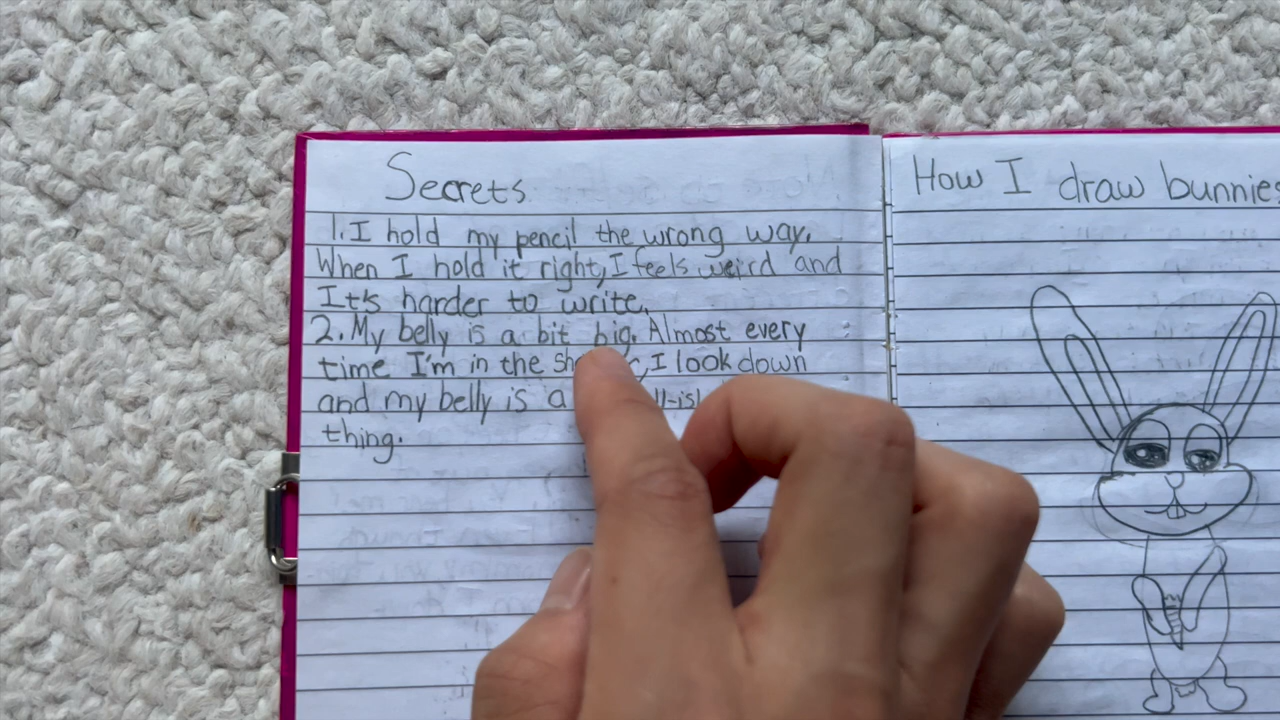 Secrets
1. I hold my pencil the wrong way.
When I hold it right, I feels weird and
It's harder to write.
2. My belly is a bit big. Almost every
time I'm in the , I look down
and my belly is a
thing.
How I draw bunnies